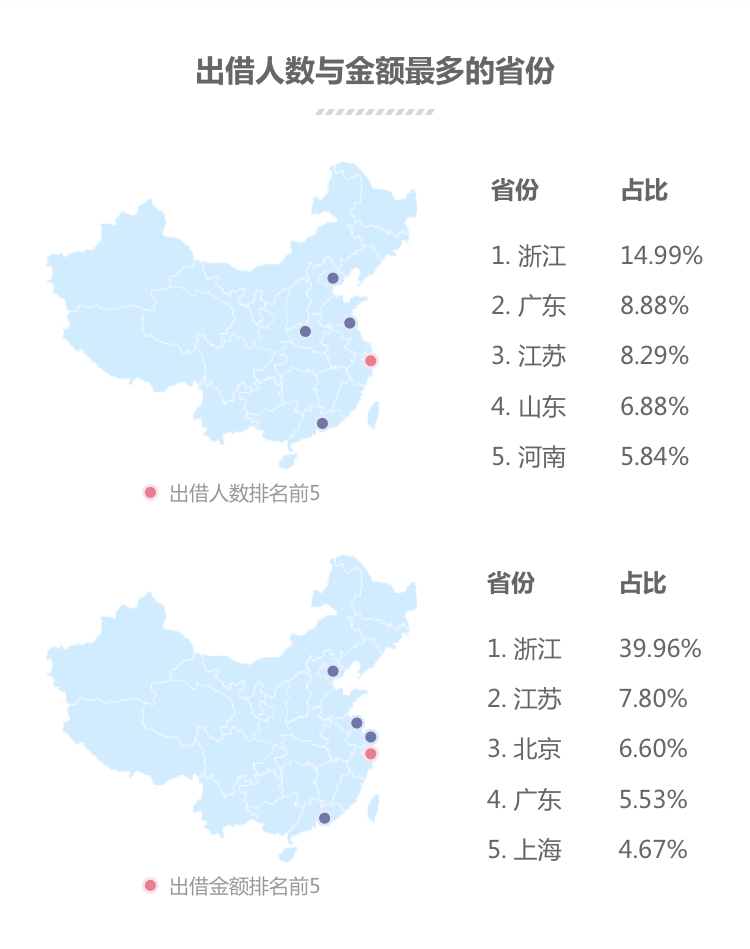 出借人数与金额最多的省份
省份 占比
1. 浙江 14.99%
2. 广东 8.88%
3. 江苏 8.29%
4. 山东 6.88%
5. 河南 5.84%
出借人数排名前5
省份 占比
1. 浙江 39.96%
2. 江苏 7.80%
3. 北京 6.60%
4. 广东 5.53%
5. 上海 4.67%
出借金额排名前5